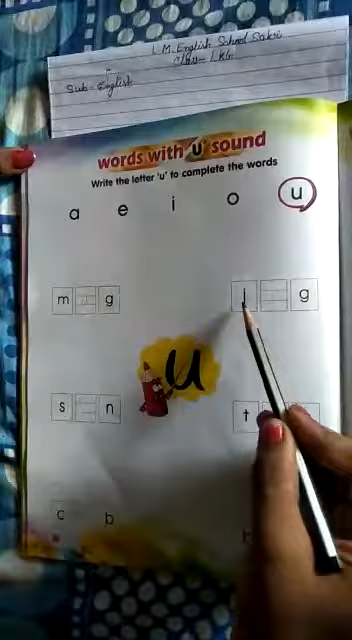 L.M. English School Sakri
Class - LKG
Sub - English
words with u sound
Write the letter 'u' to complete the words
a e i o u
m g
j g
u
s n
t
c b
b